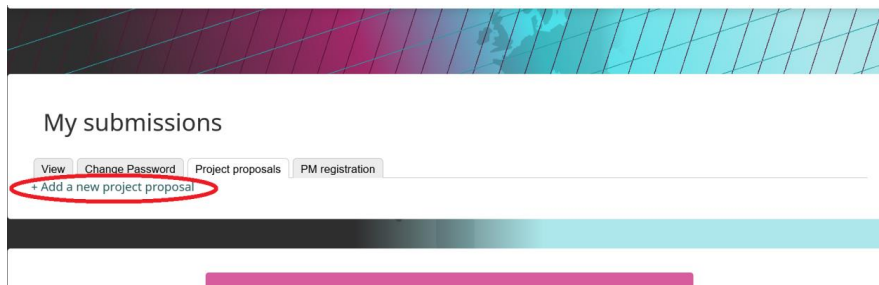 My submissions
View Change Password Project proposals PM registration
+ Add a new project proposal